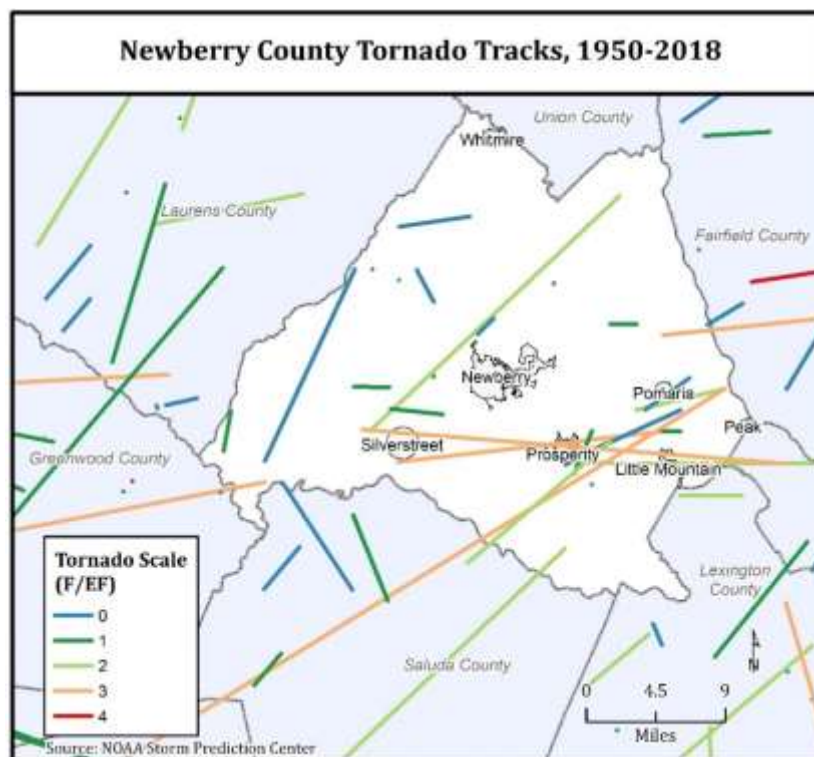 Newberry County Tornado Tracks, 1950-2018
Union County
Whitmire
Laurens County
Fairfield County
Newberry
Pomaria
Silverstreet
Peak
Greenwood County
Prosperity
Little Mountain
Tornado Scale
(F/EF)
0
1
2
3
4
Lexington
County
Saluda County
N
0 4.5 9
Miles
Source: NOAA Storm Prediction Center